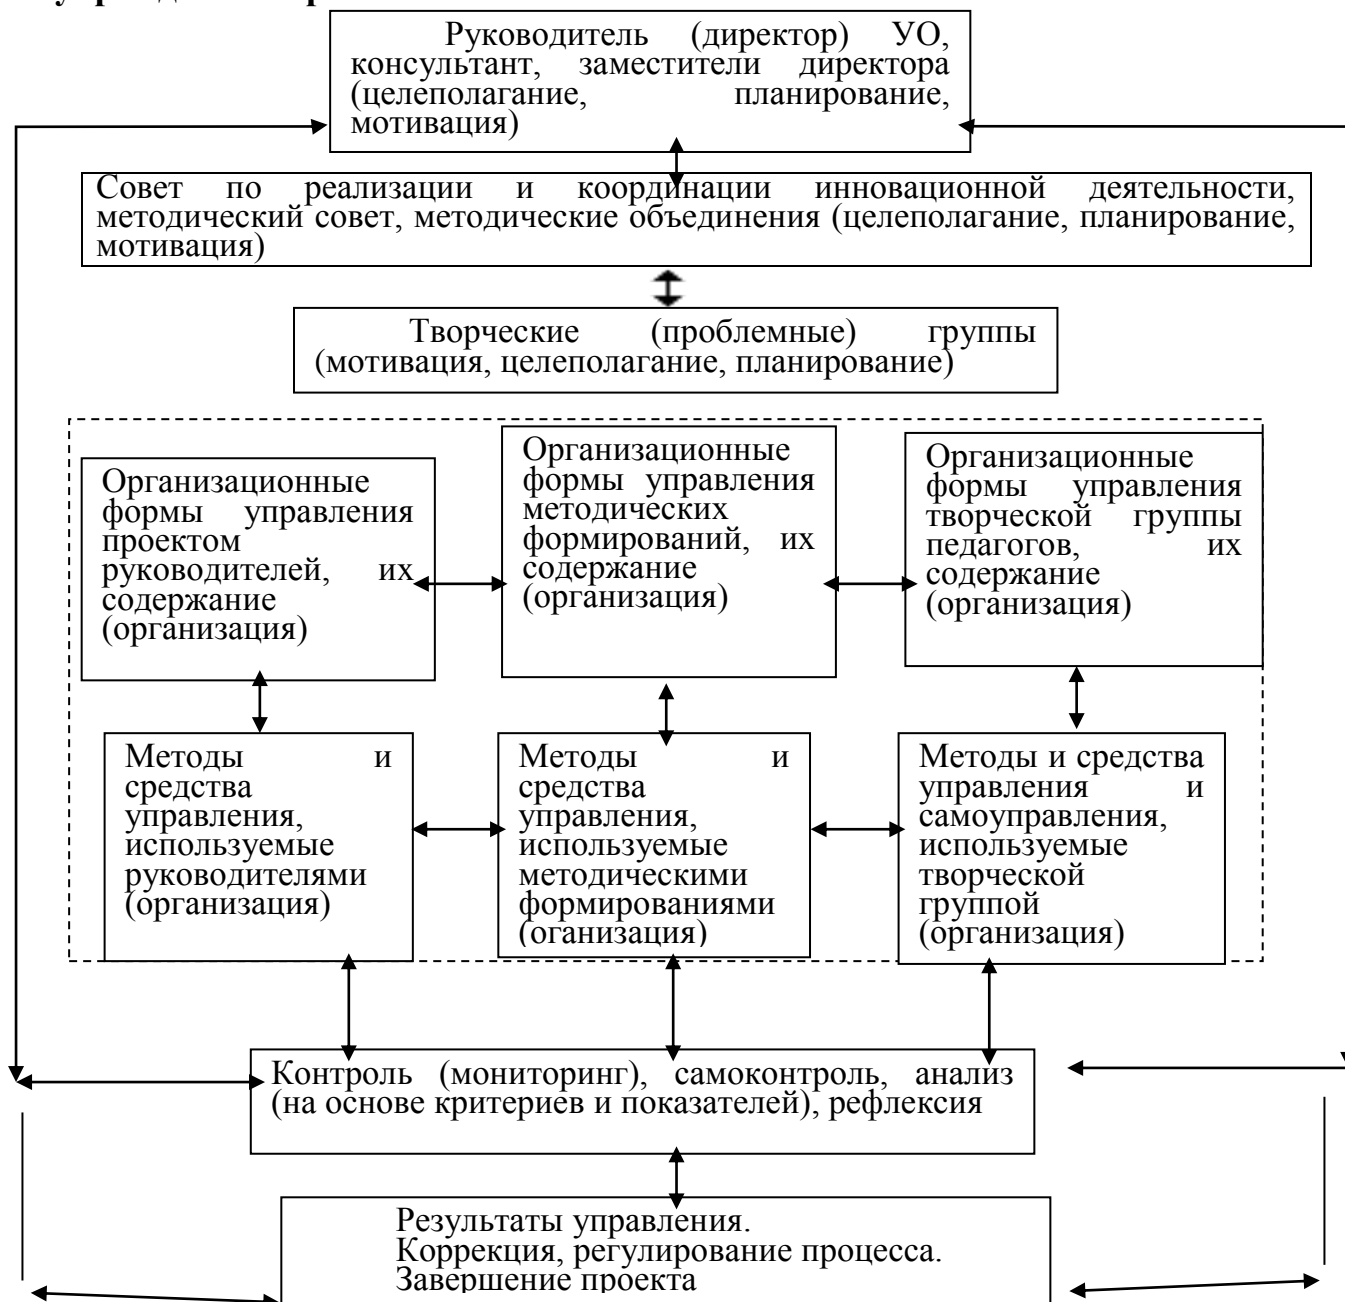 Руководитель (директор) УО,
консультант, заместители директора
(целеполагание, планирование,
мотивация)
Совет по реализации и координации инновационной деятельности,
методический совет, методические объединения (целеполагание, планирование,
мотивация)
Творческие (проблемные) группы
(мотивация, целеполагание, планирование)
Организационные
формы управления
проектом
руководителей, их
содержание
(организация)
Организационные
формы управления
методических
формирований, их
содержание
(организация)
Организационные
формы управления
творческой группы
педагогов, их
содержание
(организация)
Методы и
средства
управления,
используемые
руководителями
(организация)
Методы и
средства
управления,
используемые
методическими
формированиями
(оганизация)
Методы и средства
управления и
самоуправления,
используемые
творческой
группой
(организация)
Контроль (мониторинг), самоконтроль, анализ
(на основе критериев и показателей), рефлексия
Результаты управления.
Коррекция, регулирование процесса.
Завершение проекта